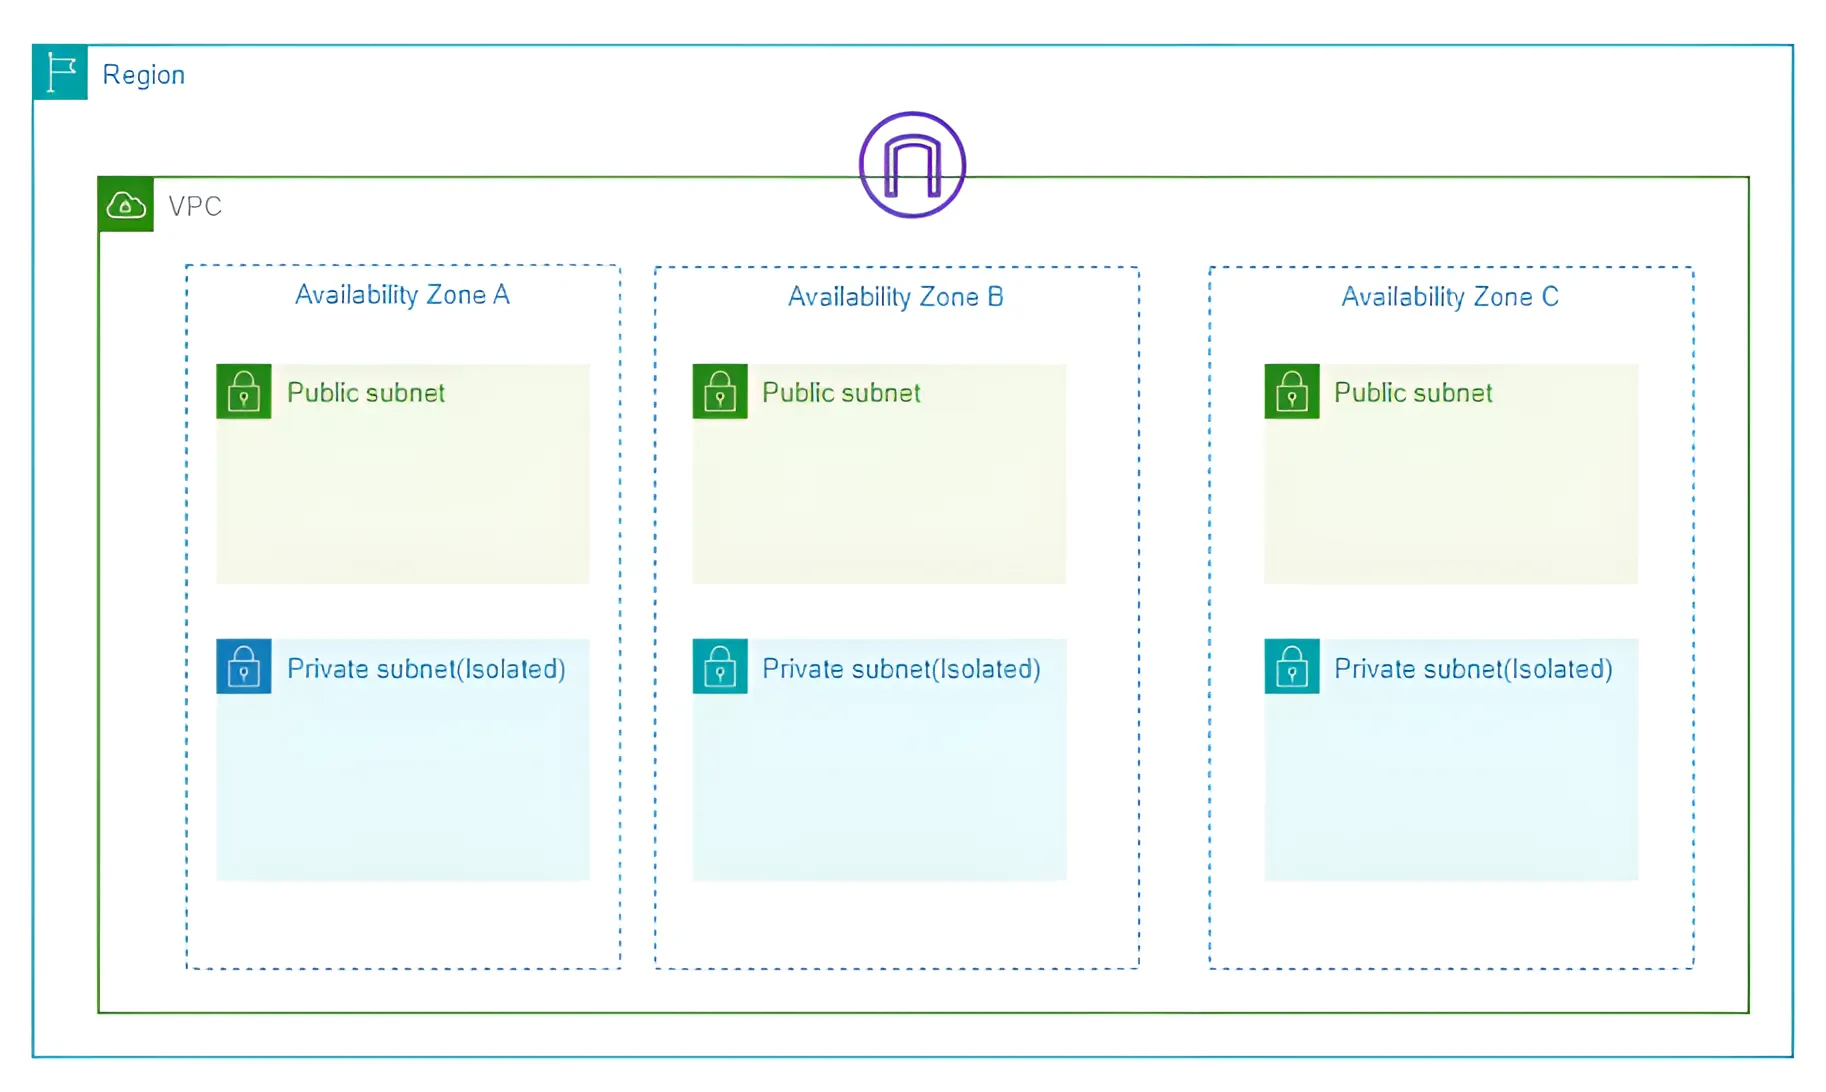 Region
VPC
Availability Zone A
Availability Zone B
Availability Zone C
Public subnet
Public subnet
Public subnet
Private subnet(Isolated)
Private subnet(Isolated)
Private subnet(Isolated)